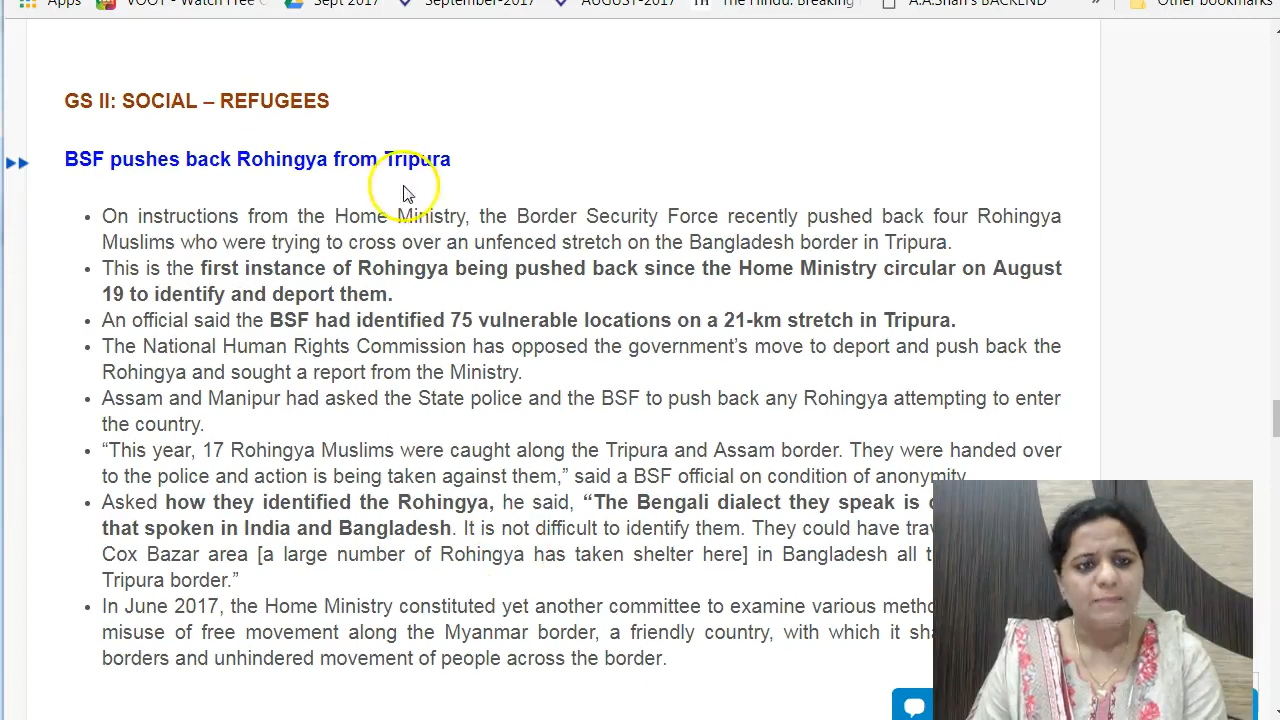 Apps VOOT - Watch Free Sept 2017 September-2017 AUGUST-2017 TH The Hindu: Breaking A.A.Shah's BACKEND » Other bookmarks
GS II: SOCIAL – REFUGEES
BSF pushes back Rohingya from Tripura
• On instructions from the Home Ministry, the Border Security Force recently pushed back four Rohingya
Muslims who were trying to cross over an unfenced stretch on the Bangladesh border in Tripura.
• This is the first instance of Rohingya being pushed back since the Home Ministry circular on August
19 to identify and deport them.
• An official said the BSF had identified 75 vulnerable locations on a 21-km stretch in Tripura.
• The National Human Rights Commission has opposed the government's move to deport and push back the
Rohingya and sought a report from the Ministry.
• Assam and Manipur had asked the State police and the BSF to push back any Rohingya attempting to enter
the country.
• “This year, 17 Rohingya Muslims were caught along the Tripura and Assam border. They were handed over
to the police and action is being taken against them,” said a BSF official on condition of anonymity.
• Asked how they identified the Rohingya, he said, “The Bengali dialect they speak is
that spoken in India and Bangladesh. It is not difficult to identify them. They could have
Cox Bazar area [a large number of Rohingya has taken shelter here] in Bangladesh all
Tripura border.”
• In June 2017, the Home Ministry constituted yet another committee to examine various
misuse of free movement along the Myanmar border, a friendly country, with which it
borders and unhindered movement of people across the border.